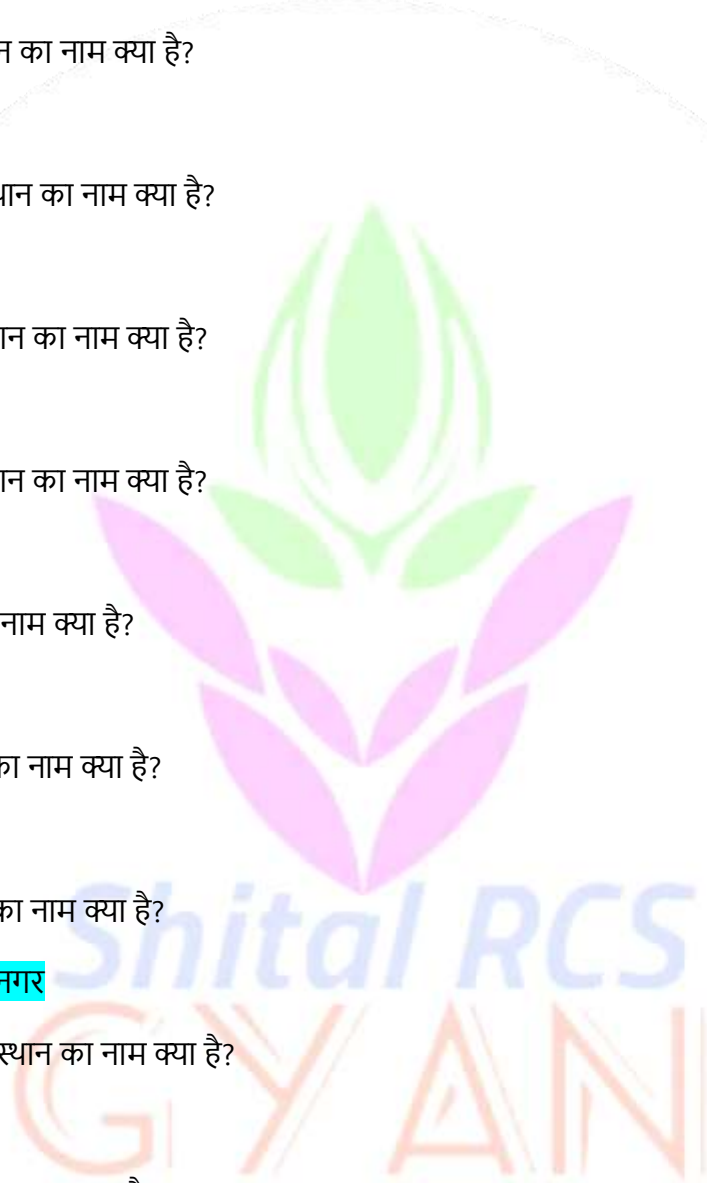 न का नाम क्या है?
थान का नाम क्या है?
ान का नाम क्या है?
ान का नाम क्या है?
नाम क्या है?
का नाम क्या है?
का नाम क्या है?
नगर
Shital RCS
स्थान का नाम क्या है?
GYAN